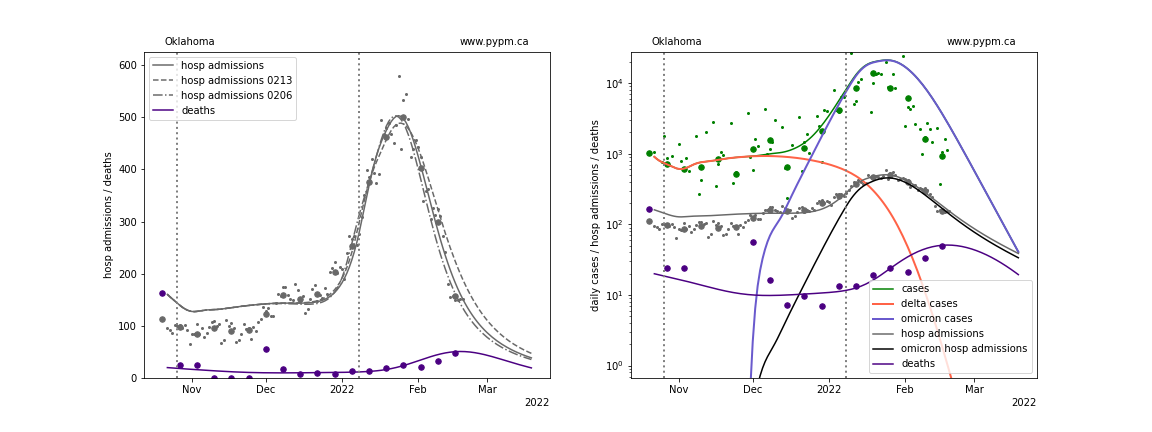 Oklahoma
www.pypm.ca
hosp admissions
hosp admissions 0213
hosp admissions 0206
deaths
hosp admissions / deaths
600
500
400
300
200
100
0
Nov
Dec
2022
Feb
Mar
2022
Oklahoma
www.pypm.ca
daily cases / hosp admissions / deaths
10⁴
10³
10²
10¹
10⁰
cases
delta cases
omicron cases
hosp admissions
omicron hosp admissions
deaths
Nov
Dec
2022
Feb
Mar
2022